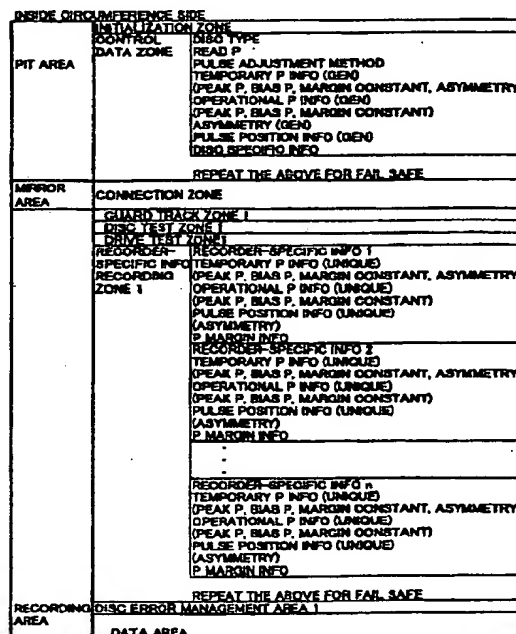 INSIDE CIRCUMFERENCE SIDE
INITIALIZATION ZONE
CONTROL DISC TYPE
DATA ZONE READ P
PIT AREA PULSE ADJUSTMENT METHOD
TEMPORARY P INFO (GEN)
(PEAK P, BIAS P, MARGIN CONSTANT, ASYMMETRY
OPERATIONAL P INFO (GEN)
(PEAK P, BIAS P, MARGIN CONSTANT)
ASYMMETRY (GEN)
PULSE POSITION INFO (GEN)
DISC SPECIFIC INFO
REPEAT THE ABOVE FOR FAIL SAFE
MIRROR AREA CONNECTION ZONE
GUARD TRACK ZONE 1
DISC TEST ZONE 1
DRIVE TEST ZONE1
RECORDER- RECORDER-SPECIFIC INFO 1
SPECIFIC INFO TEMPORARY P INFO (UNIQUE)
RECORDING (PEAK P, BIAS P, MARGIN CONSTANT, ASYMMETRY
ZONE 1 OPERATIONAL P INFO (UNIQUE)
(PEAK P, BIAS P, MARGIN CONSTANT)
PULSE POSITION INFO (UNIQUE)
(ASYMMETRY)
P MARGIN INFO
RECORDER-SPECIFIC INFO 2
TEMPORARY P INFO (UNIQUE)
(PEAK P, BIAS P, MARGIN CONSTANT, ASYMMETRY
OPERATIONAL P INFO (UNIQUE)
(PEAK P, BIAS P, MARGIN CONSTANT)
PULSE POSITION INFO (UNIQUE)
(ASYMMETRY)
P MARGIN INFO
RECORDER-SPECIFIC INFO n
TEMPORARY P INFO (UNIQUE)
(PEAK P, BIAS P, MARGIN CONSTANT, ASYMMETRY
OPERATIONAL P INFO (UNIQUE)
(PEAK P, BIAS P, MARGIN CONSTANT)
PULSE POSITION INFO (UNIQUE)
(ASYMMETRY)
P MARGIN INFO
REPEAT THE ABOVE FOR FAIL SAFE
RECORDING AREA DISC ERROR MANAGEMENT AREA 1
DATA AREA